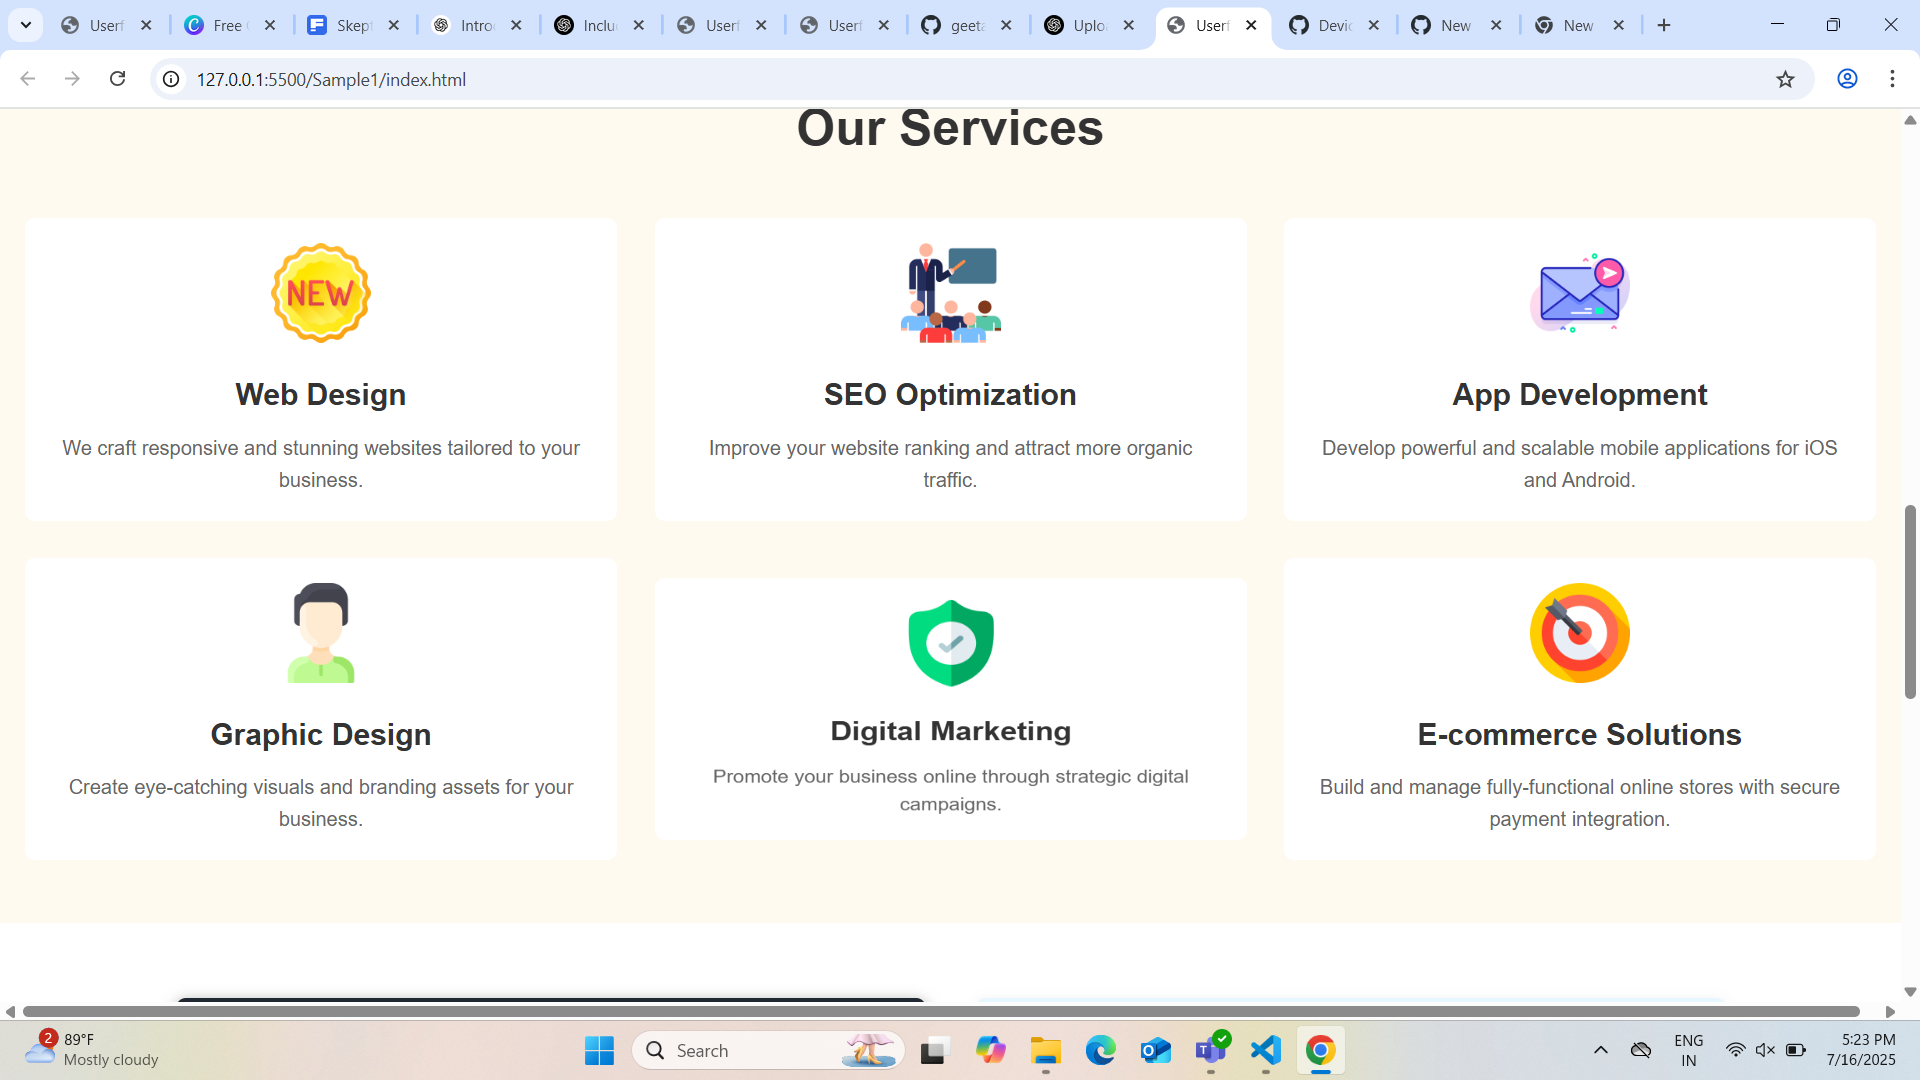 Userf
Free
Skept
Introd
Includ
Userf
Userf
geeta
Uploa
Userf
Devic
New
New
127.0.0.1:5500/Sample1/index.html
Our Services
NEW
Web Design
We craft responsive and stunning websites tailored to your
business.
SEO Optimization
Improve your website ranking and attract more organic
traffic.
App Development
Develop powerful and scalable mobile applications for iOS
and Android.
Graphic Design
Create eye-catching visuals and branding assets for your
business.
Digital Marketing
Promote your business online through strategic digital
campaigns.
E-commerce Solutions
Build and manage fully-functional online stores with secure
payment integration.
2
89°F
Mostly cloudy
Search
ENG
IN
5:23 PM
7/16/2025